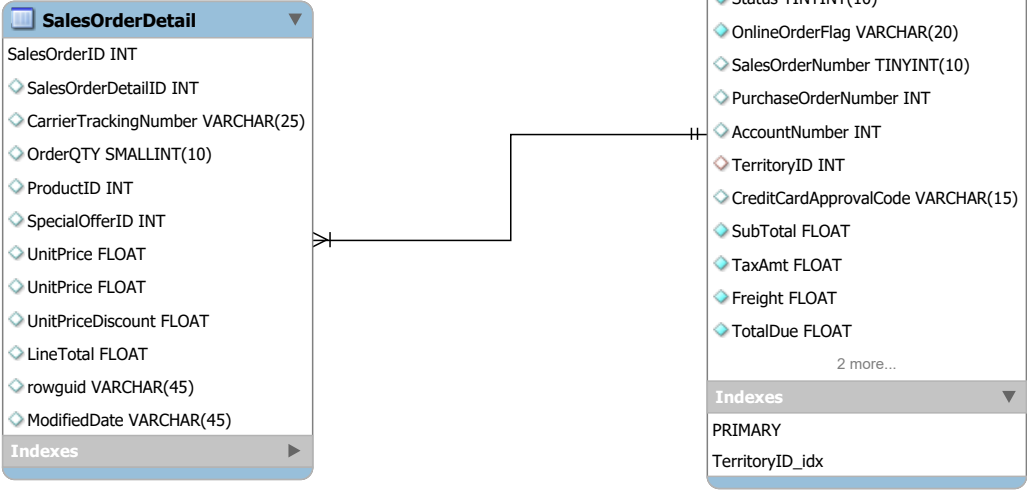 SalesOrderDetail
SalesOrderID INT
SalesOrderDetailID INT
CarrierTrackingNumber VARCHAR(25)
OrderQTY SMALLINT(10)
ProductID INT
SpecialOfferID INT
UnitPrice FLOAT
UnitPrice FLOAT
UnitPriceDiscount FLOAT
LineTotal FLOAT
rowguid VARCHAR(45)
ModifiedDate VARCHAR(45)
Indexes
Status TINYINT(10)
OnlineOrderFlag VARCHAR(20)
SalesOrderNumber TINYINT(10)
PurchaseOrderNumber INT
AccountNumber INT
TerritoryID INT
CreditCardApprovalCode VARCHAR(15)
SubTotal FLOAT
TaxAmt FLOAT
Freight FLOAT
TotalDue FLOAT
2 more...
Indexes
PRIMARY
TerritoryID_idx